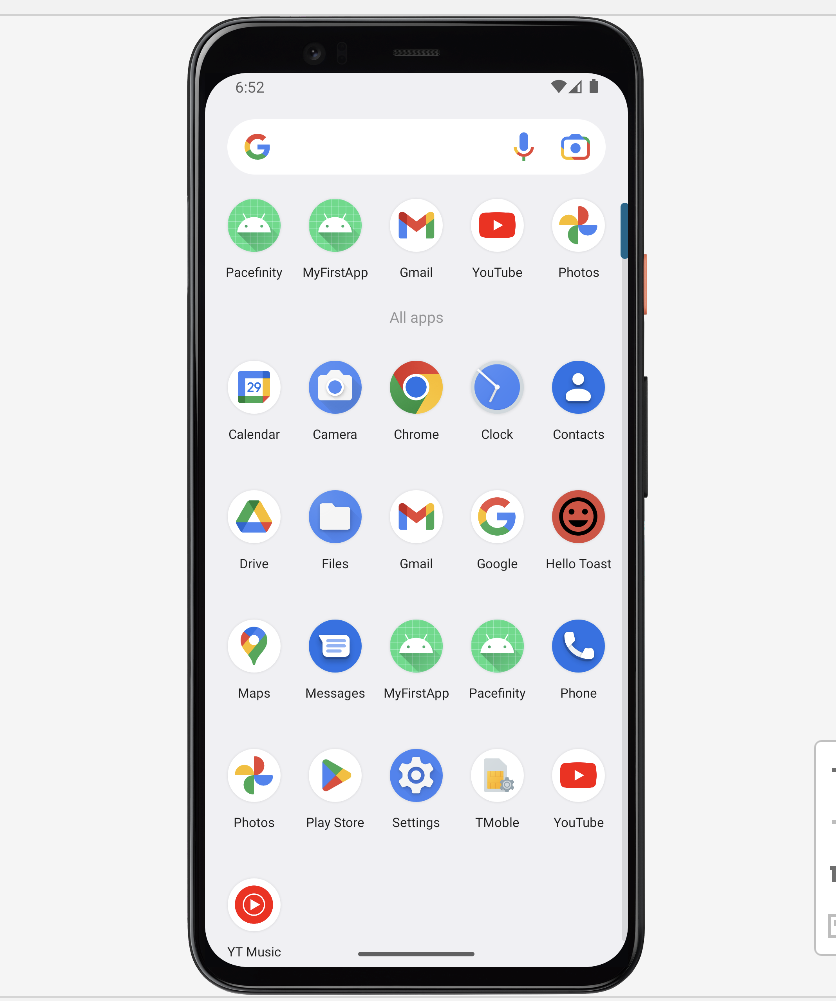 6:52
Pacefinity MyFirstApp Gmail YouTube Photos
All apps
29
Calendar Camera Chrome Clock Contacts
Drive Files Gmail Google Hello Toast
Maps Messages MyFirstApp Pacefinity Phone
Photos Play Store Settings TMoble YouTube
YT Music